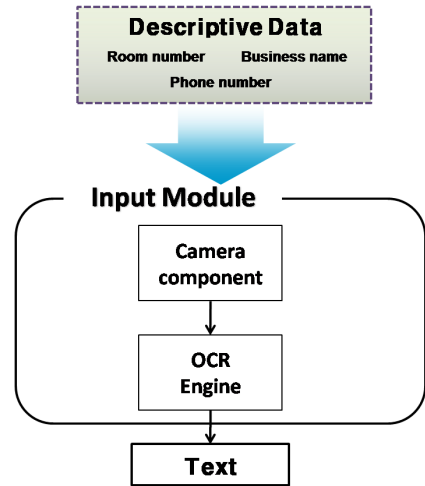 Descriptive Data
Room number Business name
Phone number
Input Module
Camera
component
OCR
Engine
Text